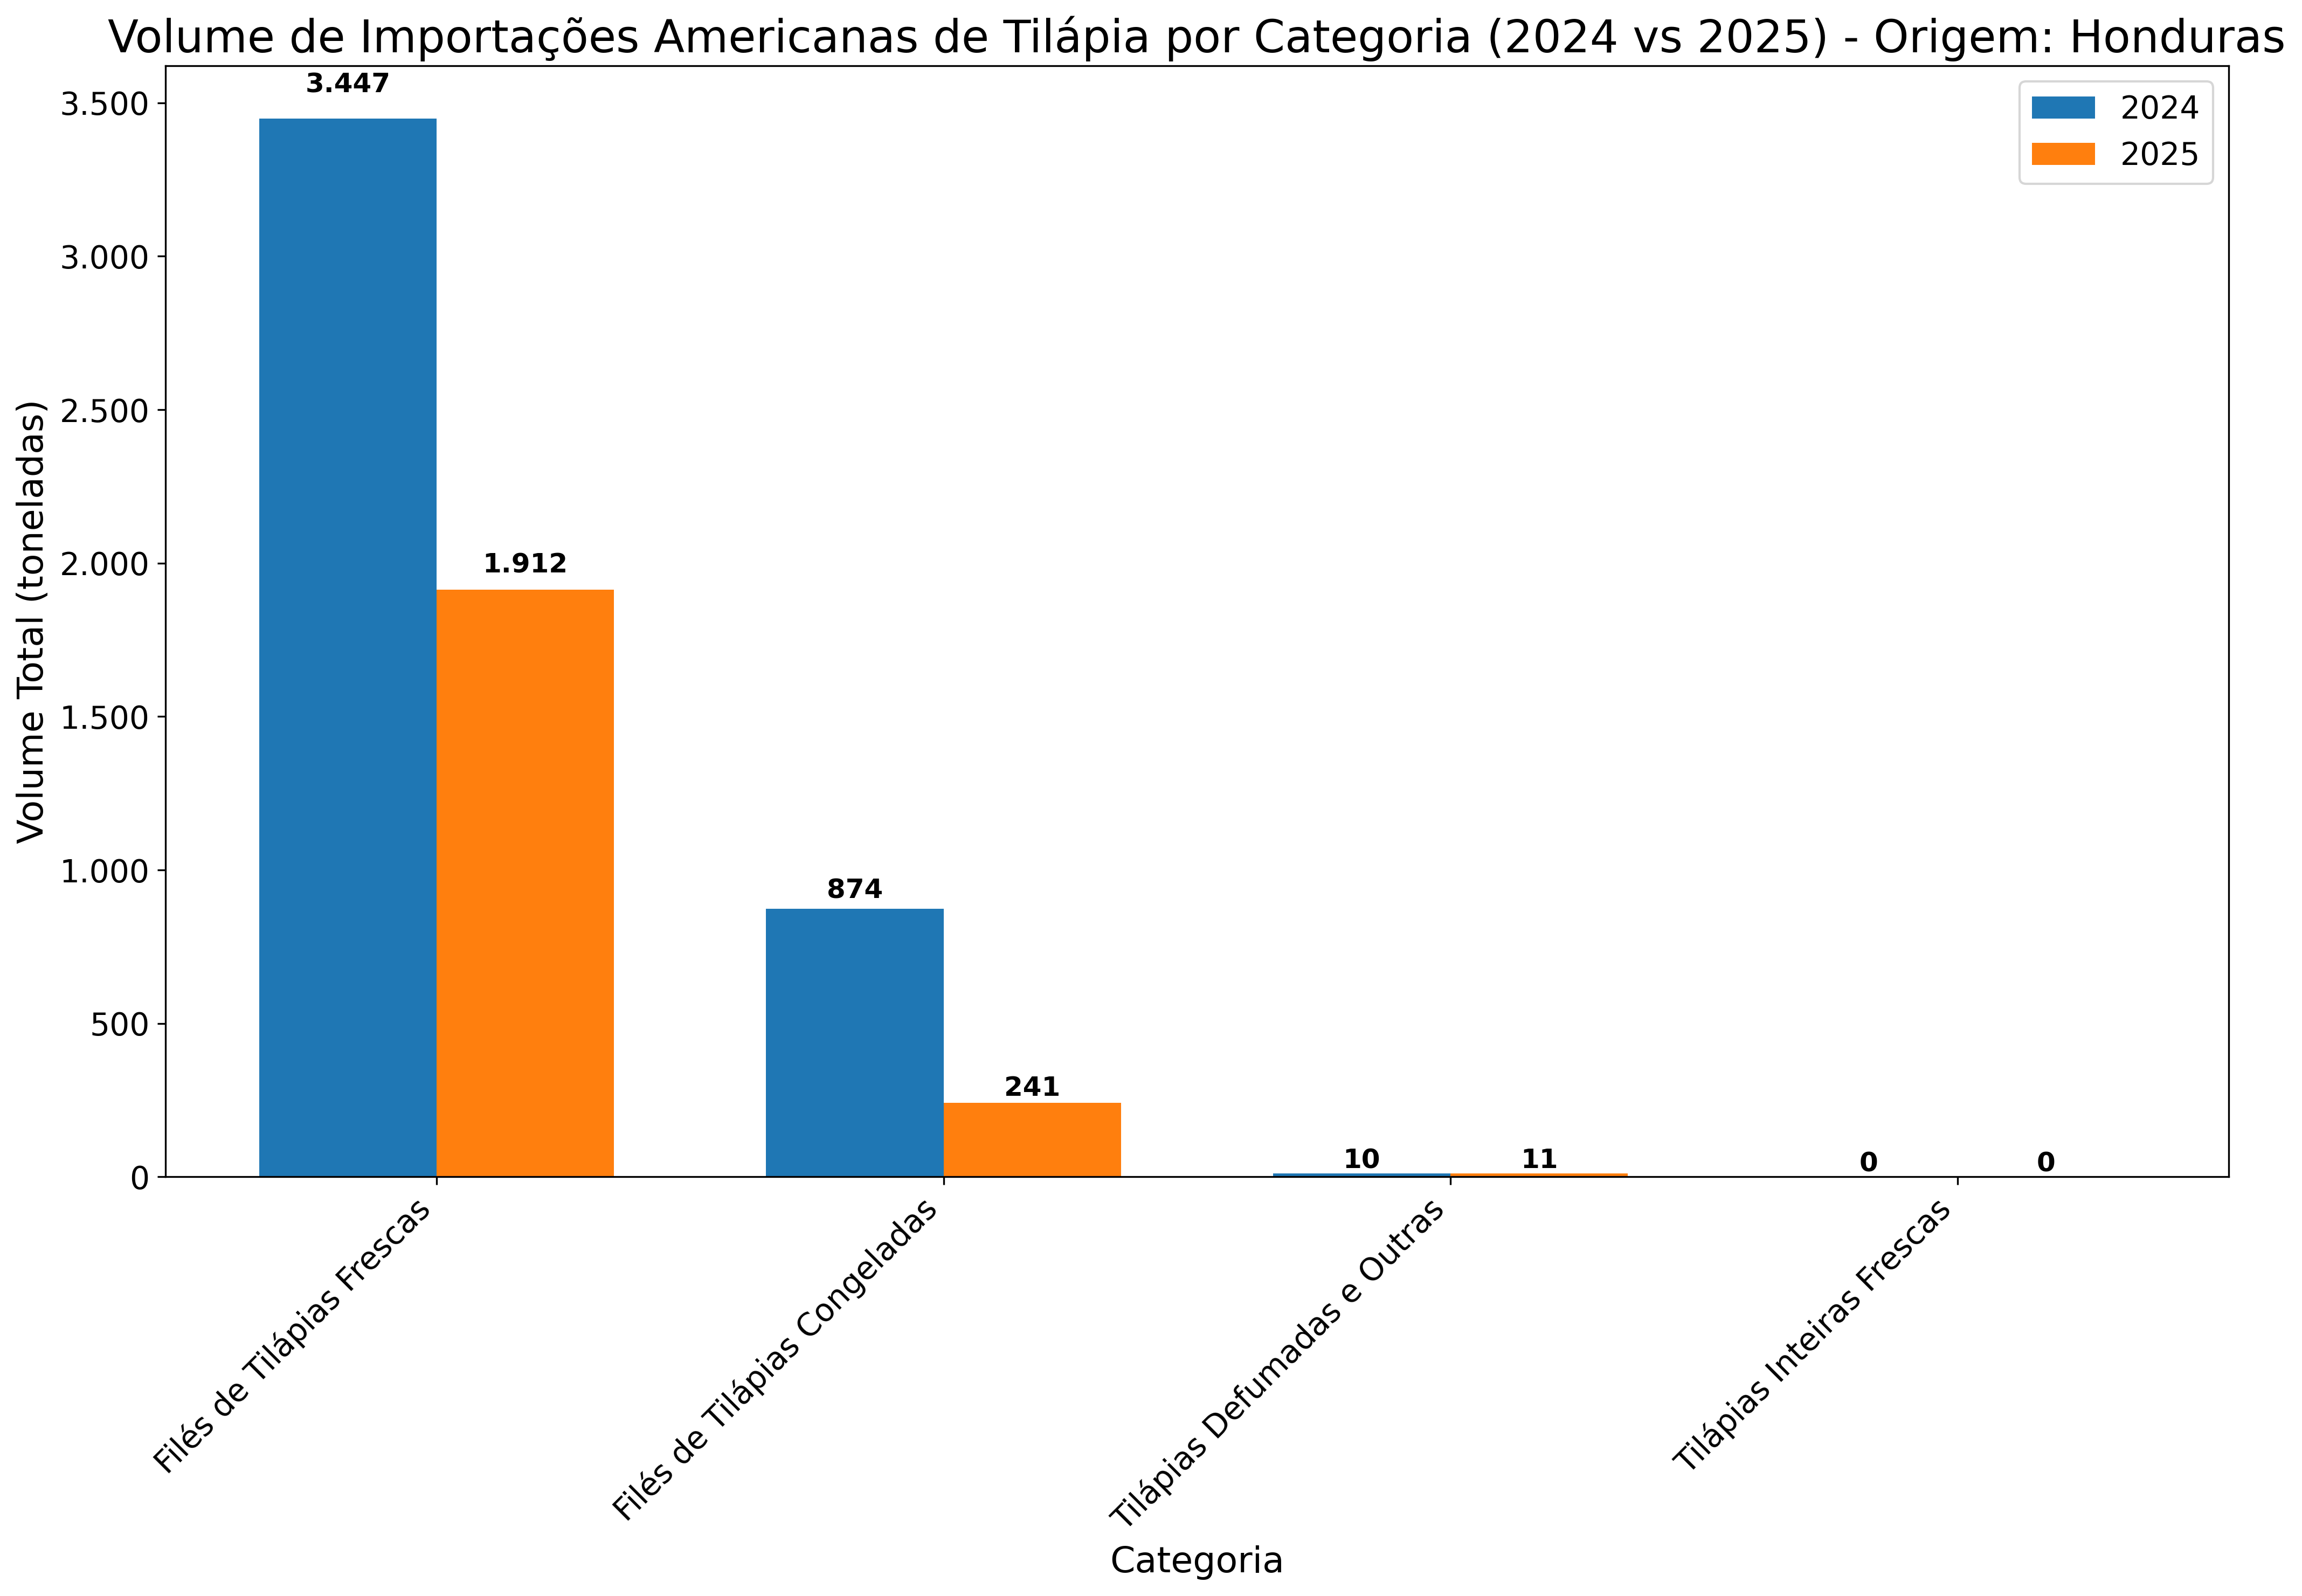 Volume de Importações Americanas de Tilápia por Categoria (2024 vs 2025) - Origem: Honduras
Volume Total (toneladas)
3.500
3.000
2.500
2.000
1.500
1.000
500
0
3.447
1.912
874
241
10
11
0
0
2024
2025
Filés de Tilápias Frescas
Filés de Tilápias Congeladas
Tilápias Defumadas e Outras
Tilápias Inteiras Frescas
Categoria